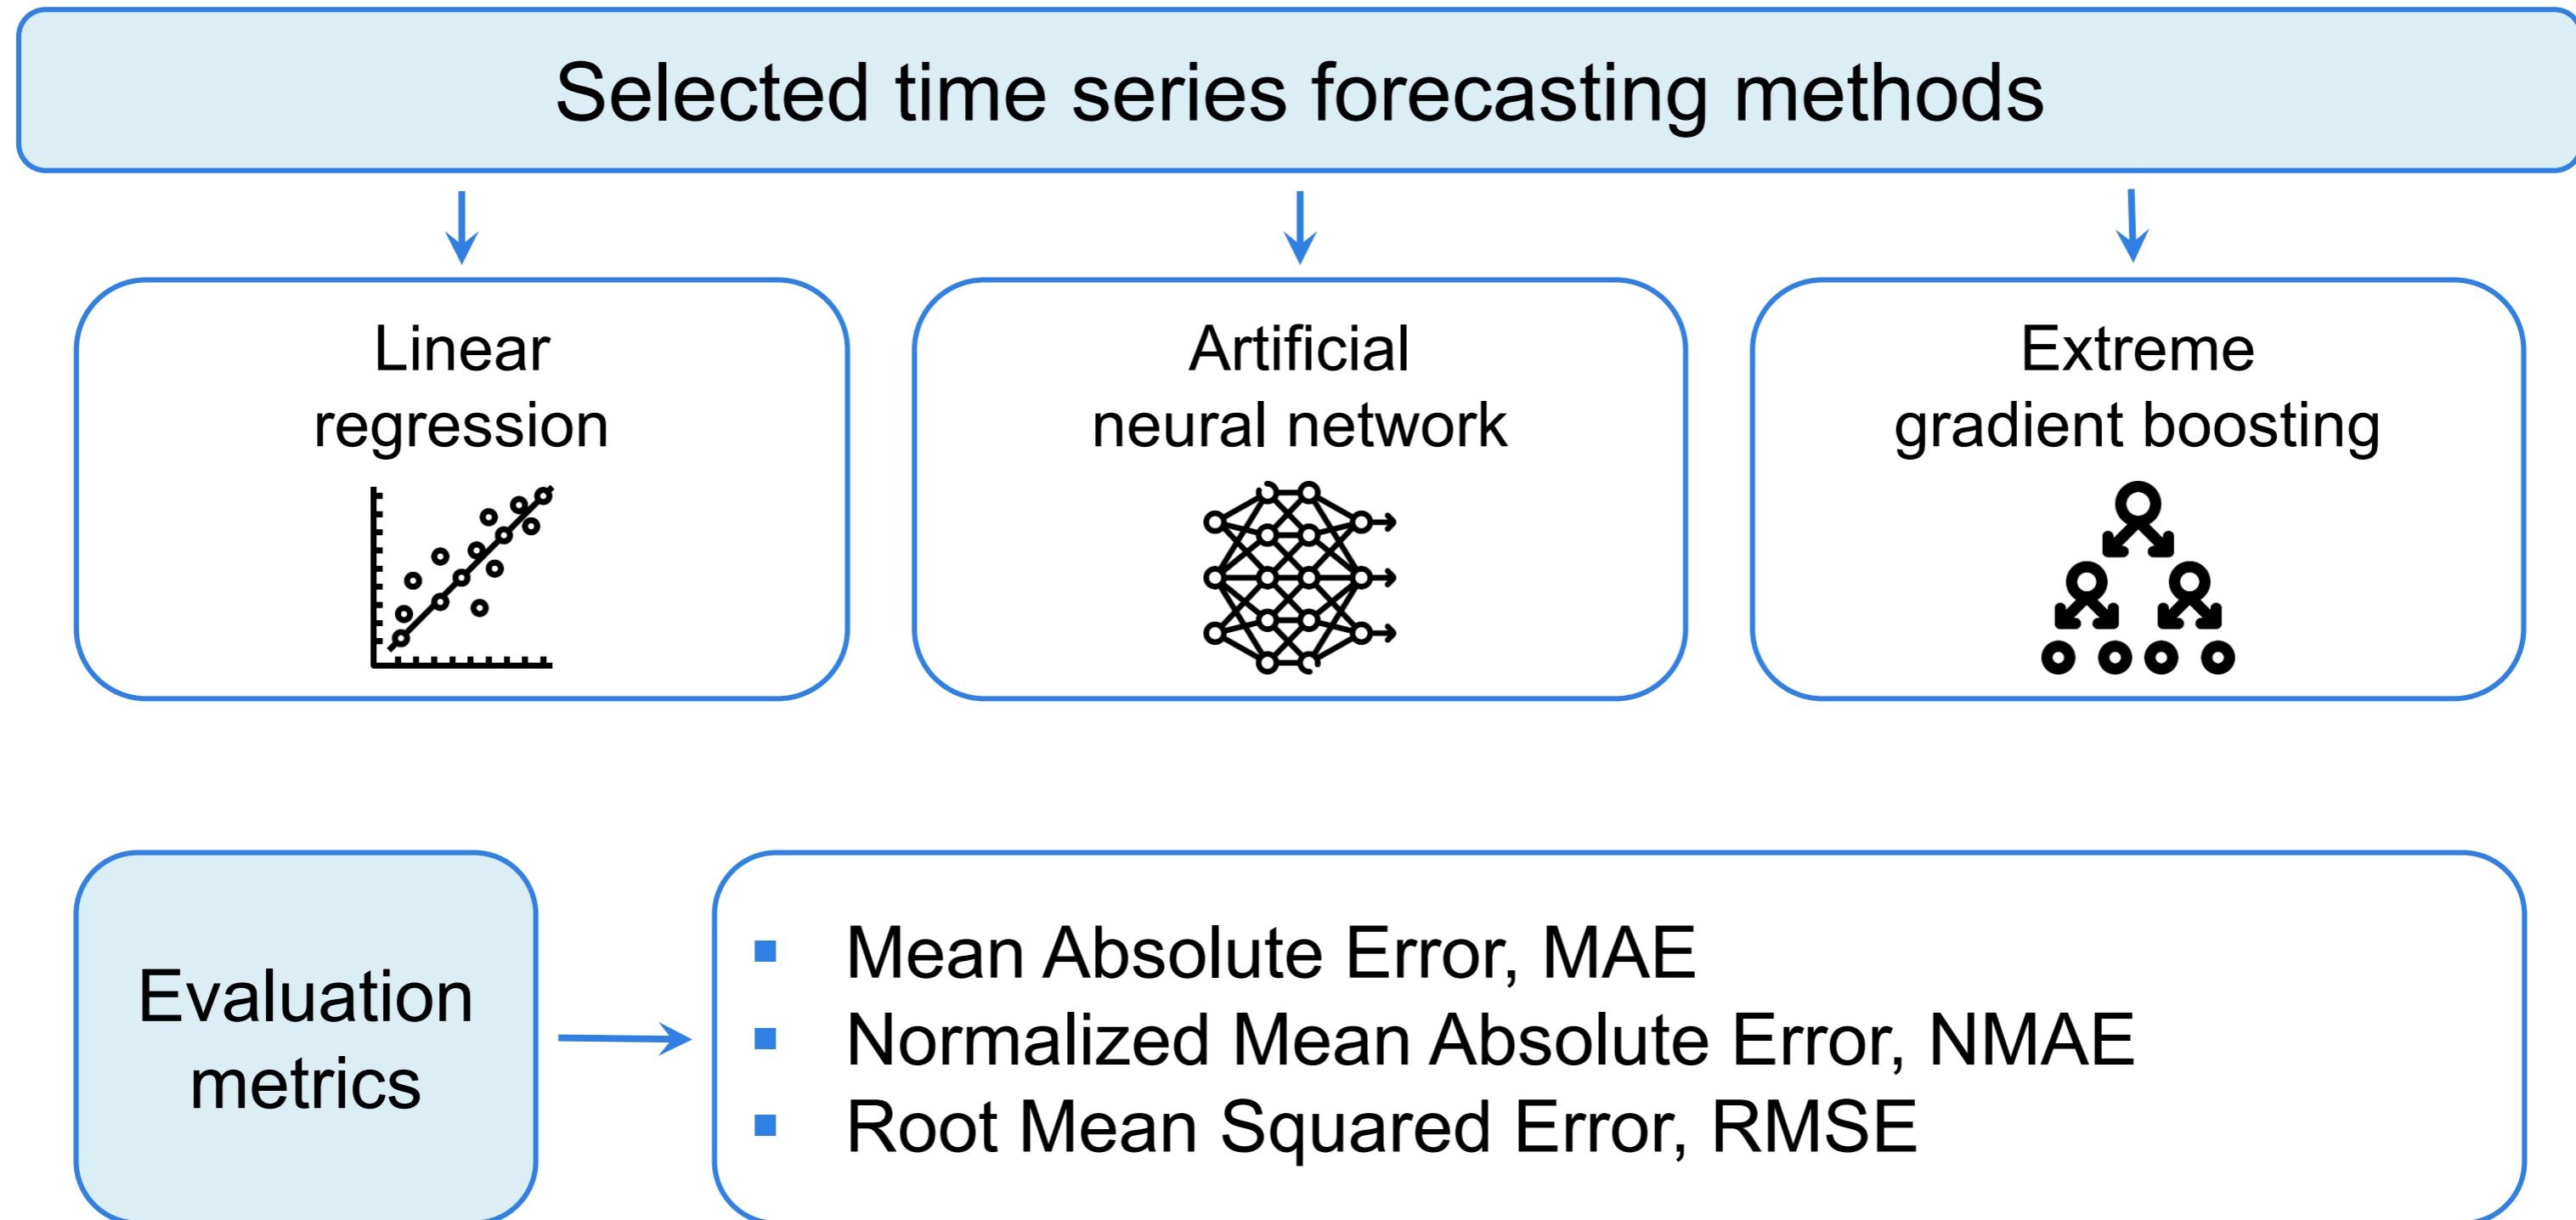 Selected time series forecasting methods
Linear
regression
Artificial
neural network
Extreme
gradient boosting
Evaluation
metrics
▪ Mean Absolute Error, MAE
▪ Normalized Mean Absolute Error, NMAE
▪ Root Mean Squared Error, RMSE